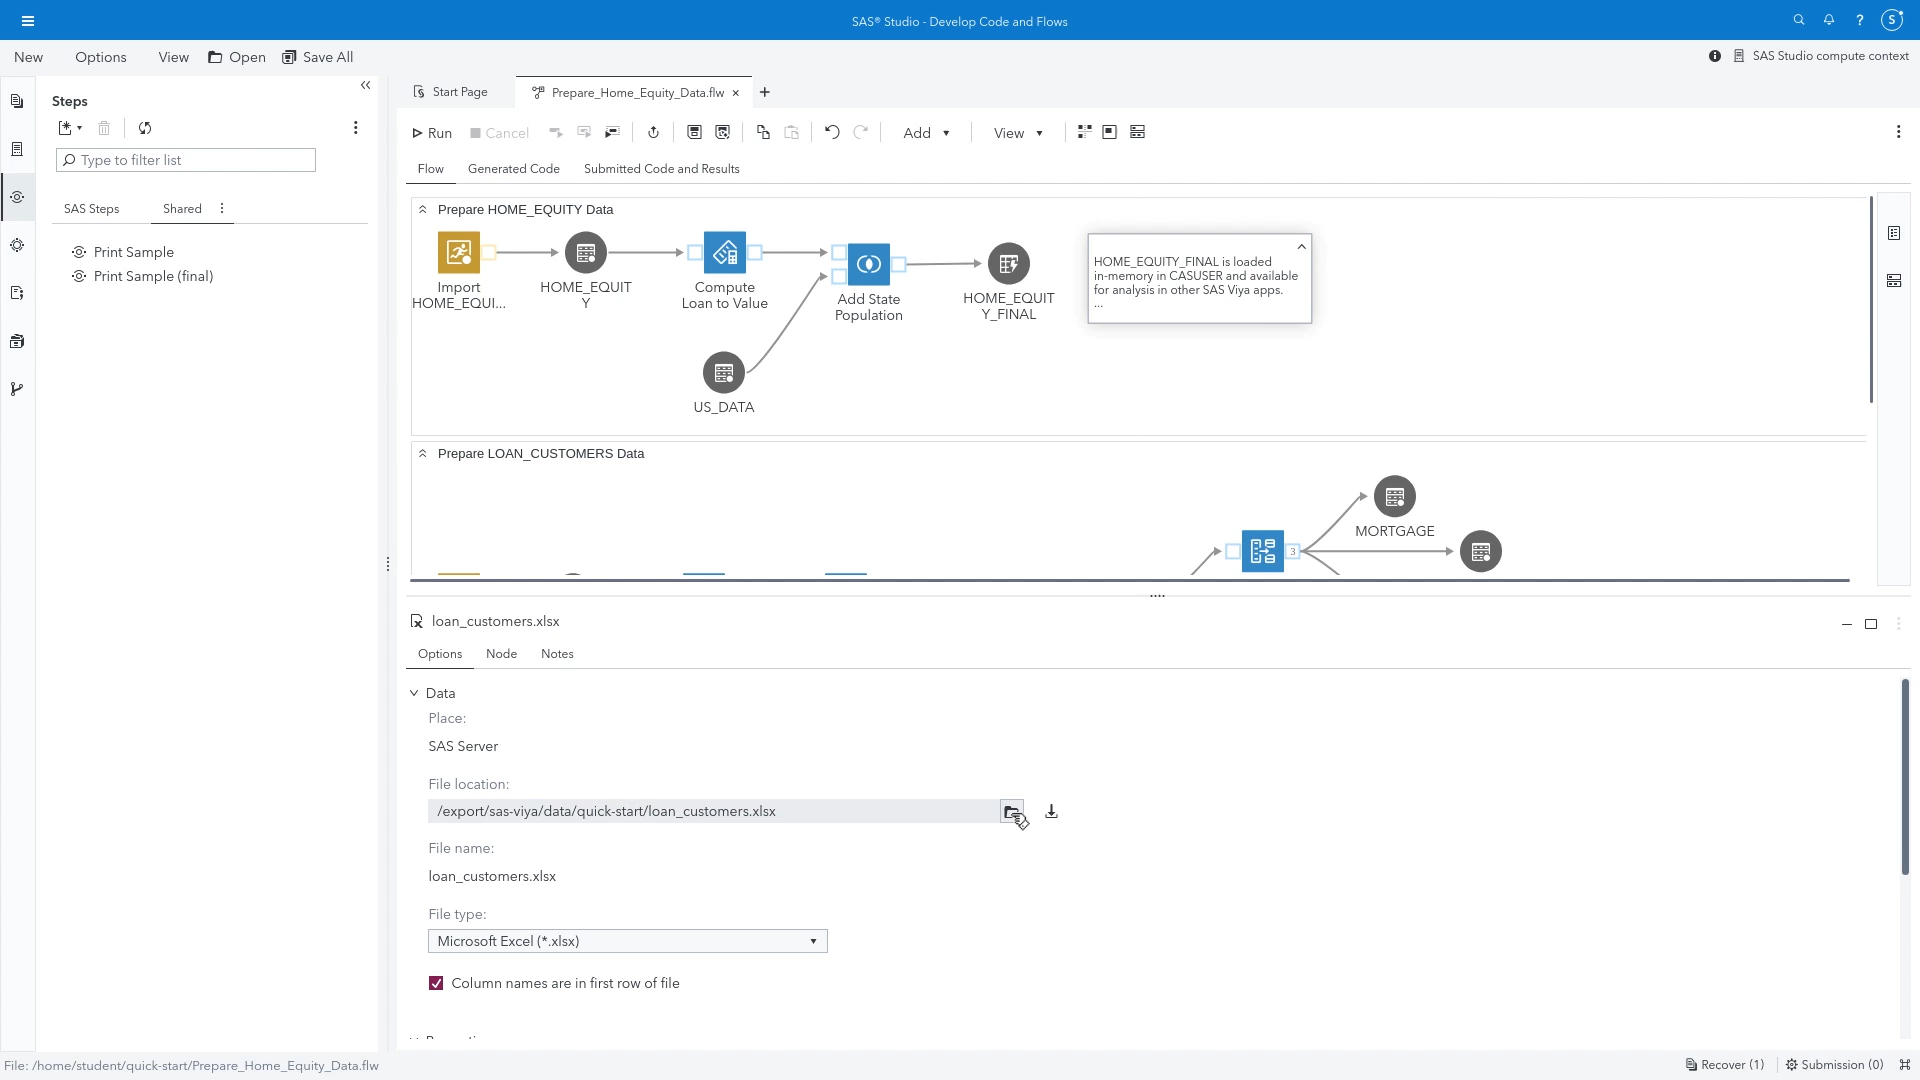 SAS® Studio - Develop Code and Flows
S
New Options View Open Save All
SAS Studio compute context
Steps
Type to filter list
SAS Steps Shared
Print Sample
Print Sample (final)
Start Page Prepare_Home_Equity_Data.flw
Run Cancel Add View
Flow Generated Code Submitted Code and Results
Prepare HOME_EQUITY Data
Import
HOME_EQUI...
HOME_EQUIT
Y
Compute
Loan to Value
Add State
Population
HOME_EQUIT
Y_FINAL
HOME_EQUITY_FINAL is loaded
in-memory in CASUSER and available
for analysis in other SAS Viya apps.
...
US_DATA
Prepare LOAN_CUSTOMERS Data
MORTGAGE
3
loan_customers.xlsx
Options Node Notes
Data
Place:
SAS Server
File location:
/export/sas-viya/data/quick-start/loan_customers.xlsx
File name:
loan_customers.xlsx
File type:
Microsoft Excel (*.xlsx)
Column names are in first row of file
File: /home/student/quick-start/Prepare_Home_Equity_Data.flw
Recover (1) Submission (0)